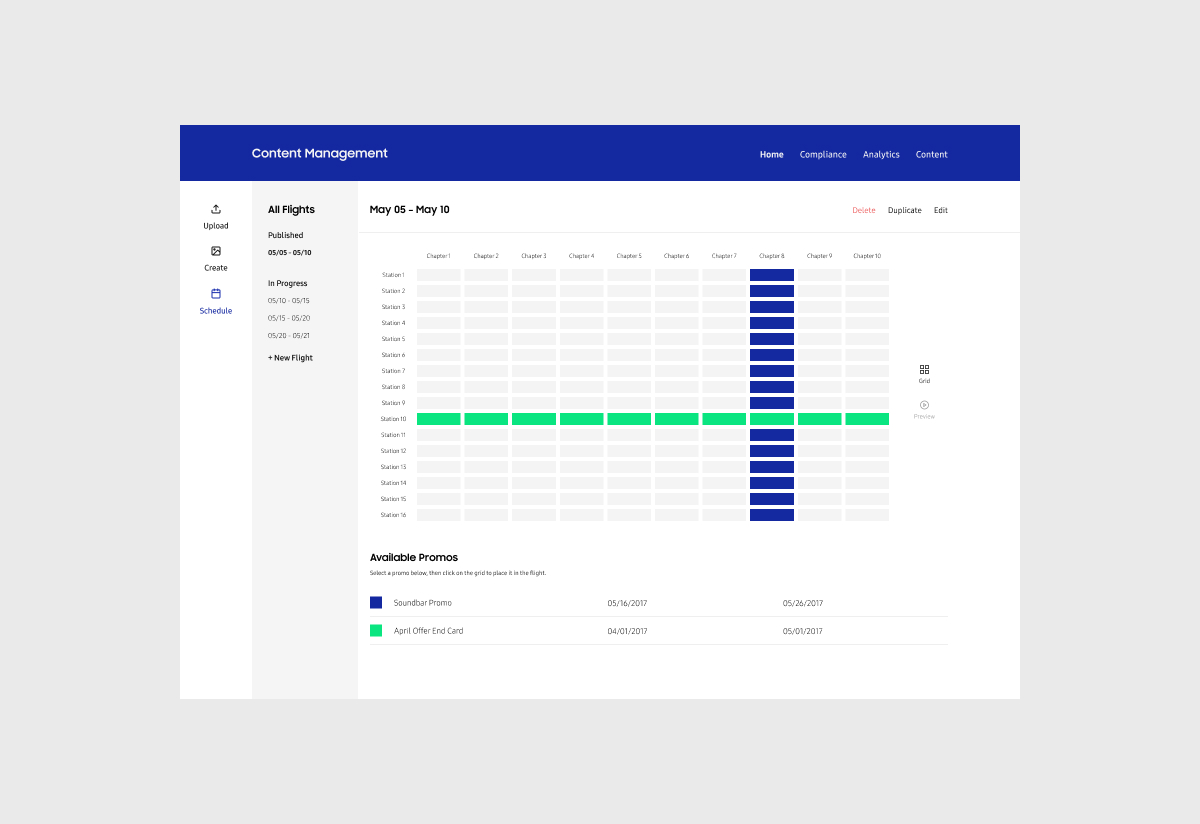 Content Management
Home Compliance Analytics Content
Upload
Create
Schedule
All Flights
Published
05/05 - 05/10
In Progress
05/10 - 05/15
05/15 - 05/20
05/20 - 05/21
+ New Flight
May 05 – May 10
Delete Duplicate Edit
Chapter 1 Chapter 2 Chapter 3 Chapter 4 Chapter 5 Chapter 6 Chapter 7 Chapter 8 Chapter 9 Chapter 10
Station 1
Station 2
Station 3
Station 4
Station 5
Station 6
Station 7
Station 8
Station 9
Station 10
Station 11
Station 12
Station 13
Station 14
Station 15
Station 16
Grid
Preview
Available Promos
Select a promo below, then click on the grid to place it in the flight.
Soundbar Promo 05/16/2017 05/26/2017
April Offer End Card 04/01/2017 05/01/2017